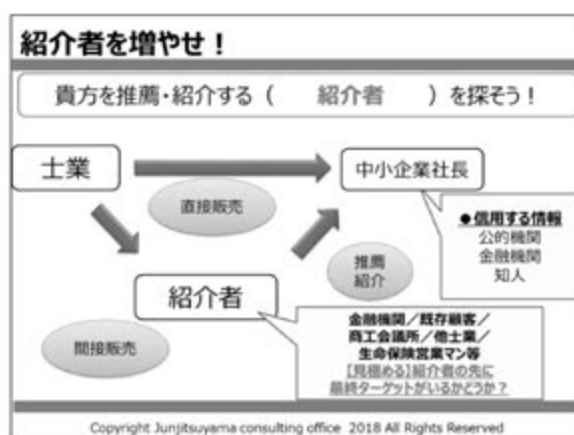 紹介者を増やせ！
貴方を推薦・紹介する（　紹介者　）を探そう！
士業
中小企業社長
直接販売
●信用する情報
公的機関
金融機関
知人
推薦
紹介
紹介者
間接販売
金融機関／既存顧客／
商工会議所／他士業／
生命保険営業マン等
【見極める】紹介者の先に
最終ターゲットがいるかどうか？
Copyright Junjitsuyama consulting office 2018 All Rights Reserved